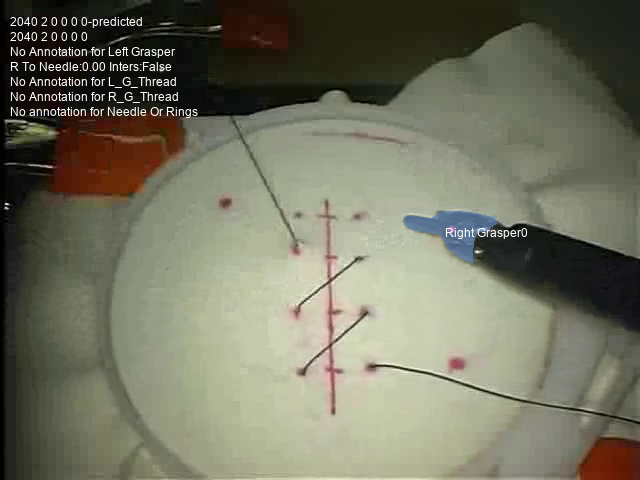 2040 2 0 0 0 0-predicted
2040 2 0 0 0 0
No Annotation for Left Grasper
R To Needle:0.00 Inters:False
No Annotation for L_G_Thread
No Annotation for R_G_Thread
No annotation for Needle Or Rings
Right Grasper0